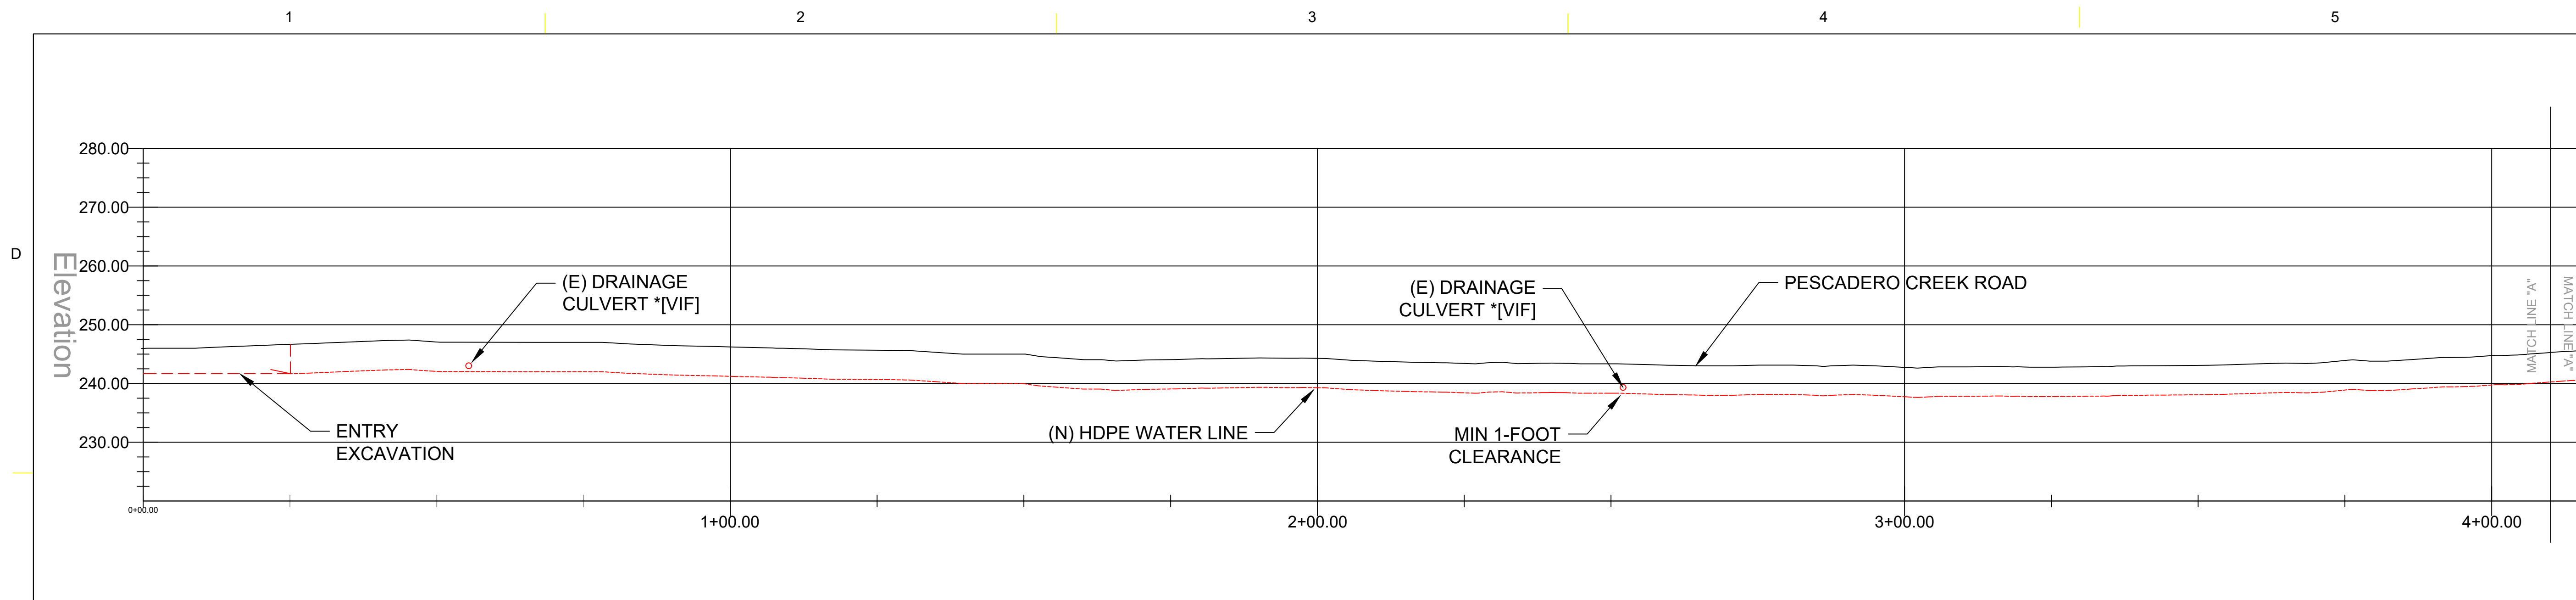 1
2
3
4
5
D
Elevation
280.00
270.00
260.00
250.00
240.00
230.00
(E) DRAINAGE
CULVERT *[VIF]
(E) DRAINAGE
CULVERT *[VIF]
PESCADERO CREEK ROAD
MATCH LINE "A"
MATCH LINE "A"
ENTRY
EXCAVATION
(N) HDPE WATER LINE
MIN 1-FOOT
CLEARANCE
0+00.00
1+00.00
2+00.00
3+00.00
4+00.00